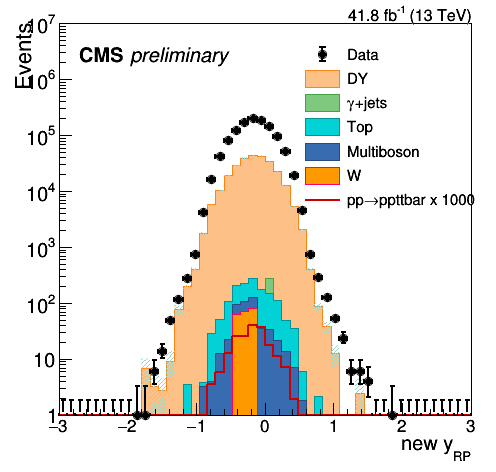 41.8 fb⁻¹ (13 TeV)
Events
CMS preliminary
Data
DY
γ+jets
Top
Multiboson
W
pp→ppttbar x 1000
10⁷
10⁶
10⁵
10⁴
10³
10²
10
1
−3 −2 −1 0 1 2 3
new y_RP